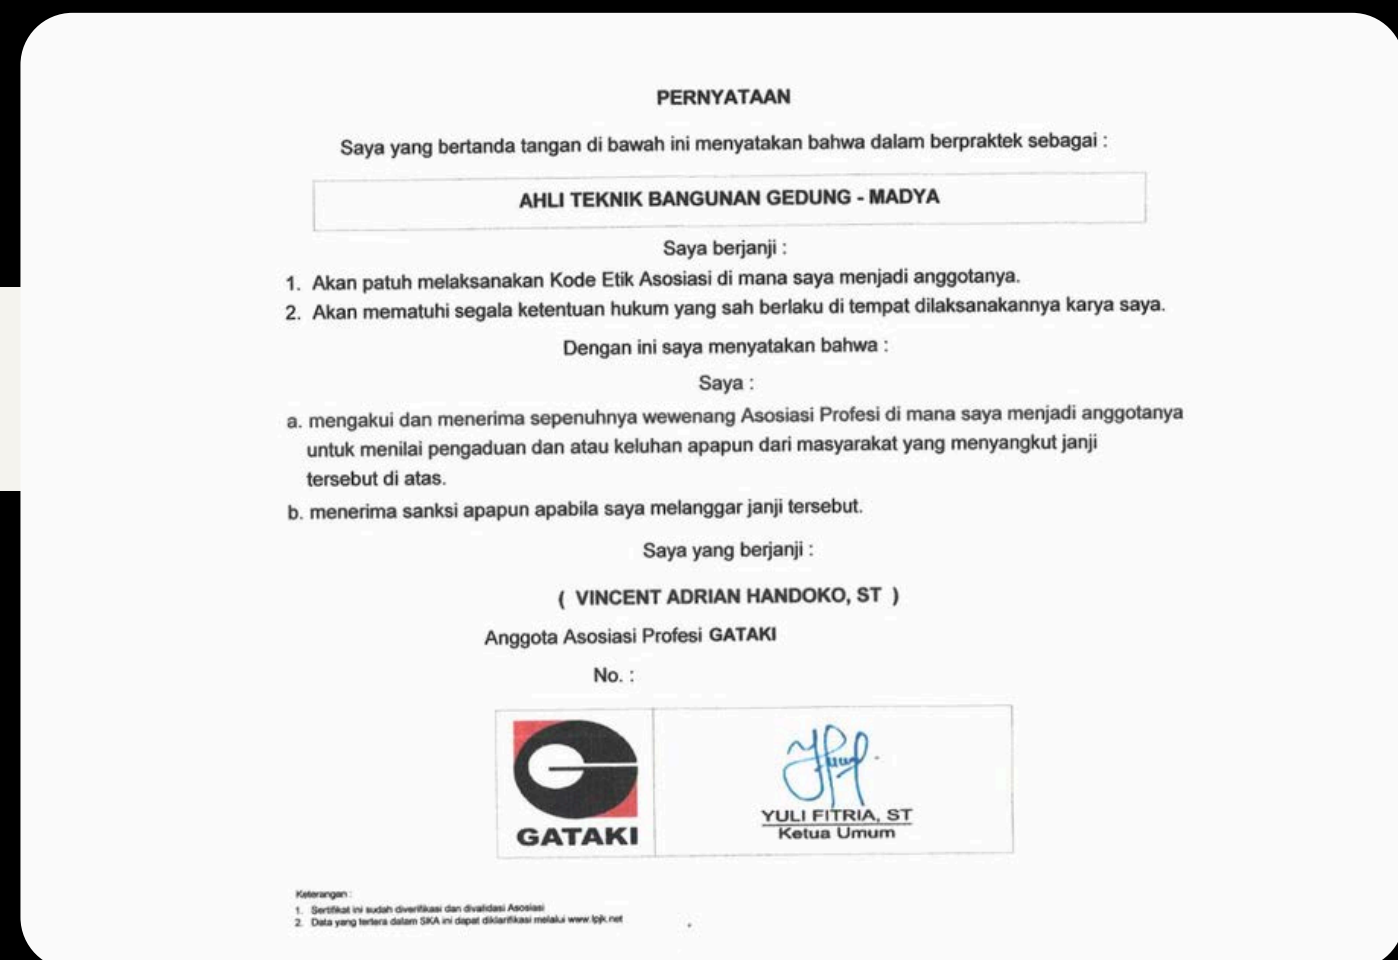 PERNYATAAN
Saya yang bertanda tangan di bawah ini menyatakan bahwa dalam berpraktek sebagai :
AHLI TEKNIK BANGUNAN GEDUNG - MADYA
Saya berjanji :
1. Akan patuh melaksanakan Kode Etik Asosiasi di mana saya menjadi anggotanya.
2. Akan mematuhi segala ketentuan hukum yang sah berlaku di tempat dilaksanakannya karya saya.
Dengan ini saya menyatakan bahwa :
Saya :
a. mengakui dan menerima sepenuhnya wewenang Asosiasi Profesi di mana saya menjadi anggotanya
untuk menilai pengaduan dan atau keluhan apapun dari masyarakat yang menyangkut janji
tersebut di atas.
b. menerima sanksi apapun apabila saya melanggar janji tersebut.
Saya yang berjanji :
( VINCENT ADRIAN HANDOKO, ST )
Anggota Asosiasi Profesi GATAKI
No. :
GATAKI
YULI FITRIA, ST
Ketua Umum
Keterangan :
1. Sertifikat ini sudah diverifikasi dan divalidasi Asosiasi
2. Data yang tertera dalam SKA ini dapat diklarifikasi melalui www.lpjk.net